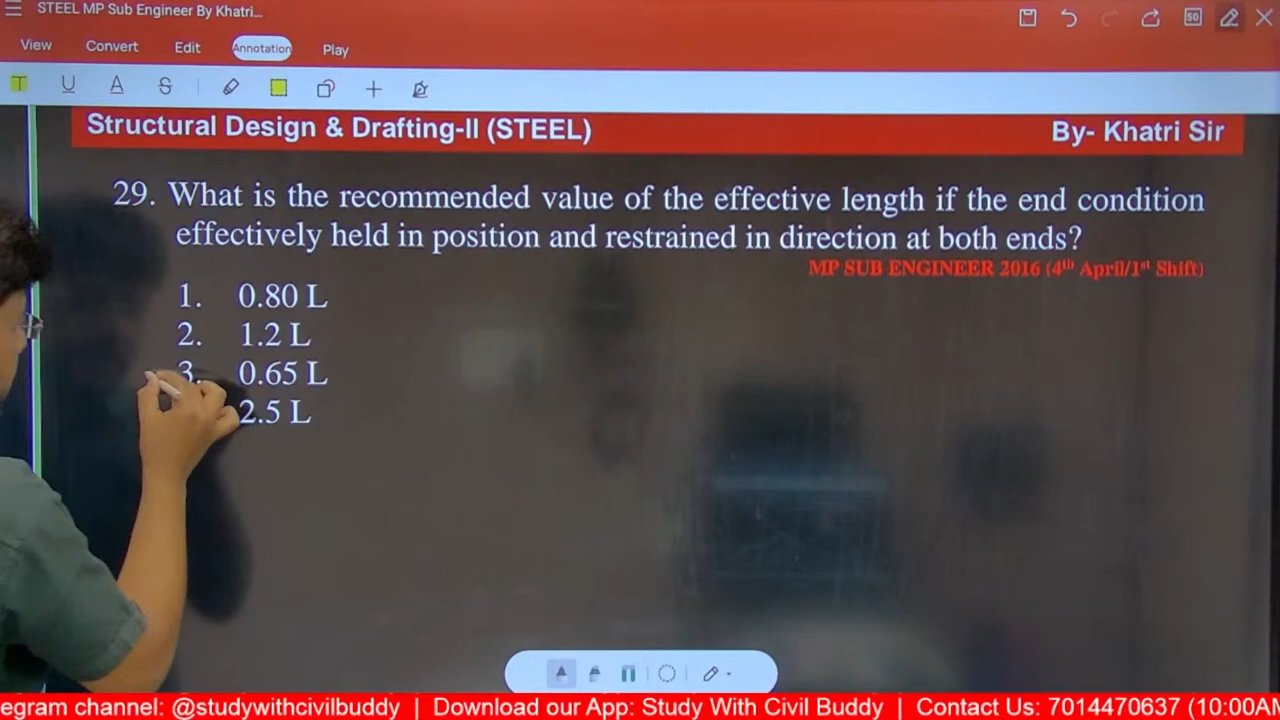 STEEL MP Sub Engineer By Khatri...
View Convert Edit Annotation Play
T U A S
Structural Design & Drafting-II (STEEL) By- Khatri Sir
29. What is the recommended value of the effective length if the end condition
effectively held in position and restrained in direction at both ends?
MP SUB ENGINEER 2016 (4th April/1st Shift)
1. 0.80 L
2. 1.2 L
3. 0.65 L
2.5 L
egram channel: @studywithcivilbuddy | Download our App: Study With Civil Buddy | Contact Us: 7014470637 (10:00AM